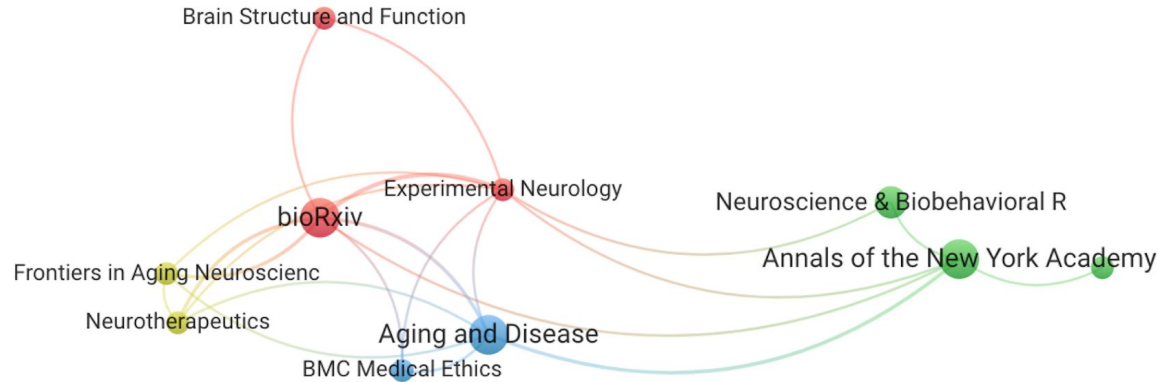 Brain Structure and Function
Experimental Neurology
bioRxiv
Neuroscience & Biobehavioral R
Annals of the New York Academy
Frontiers in Aging Neuroscienc
Neurotherapeutics
Aging and Disease
BMC Medical Ethics